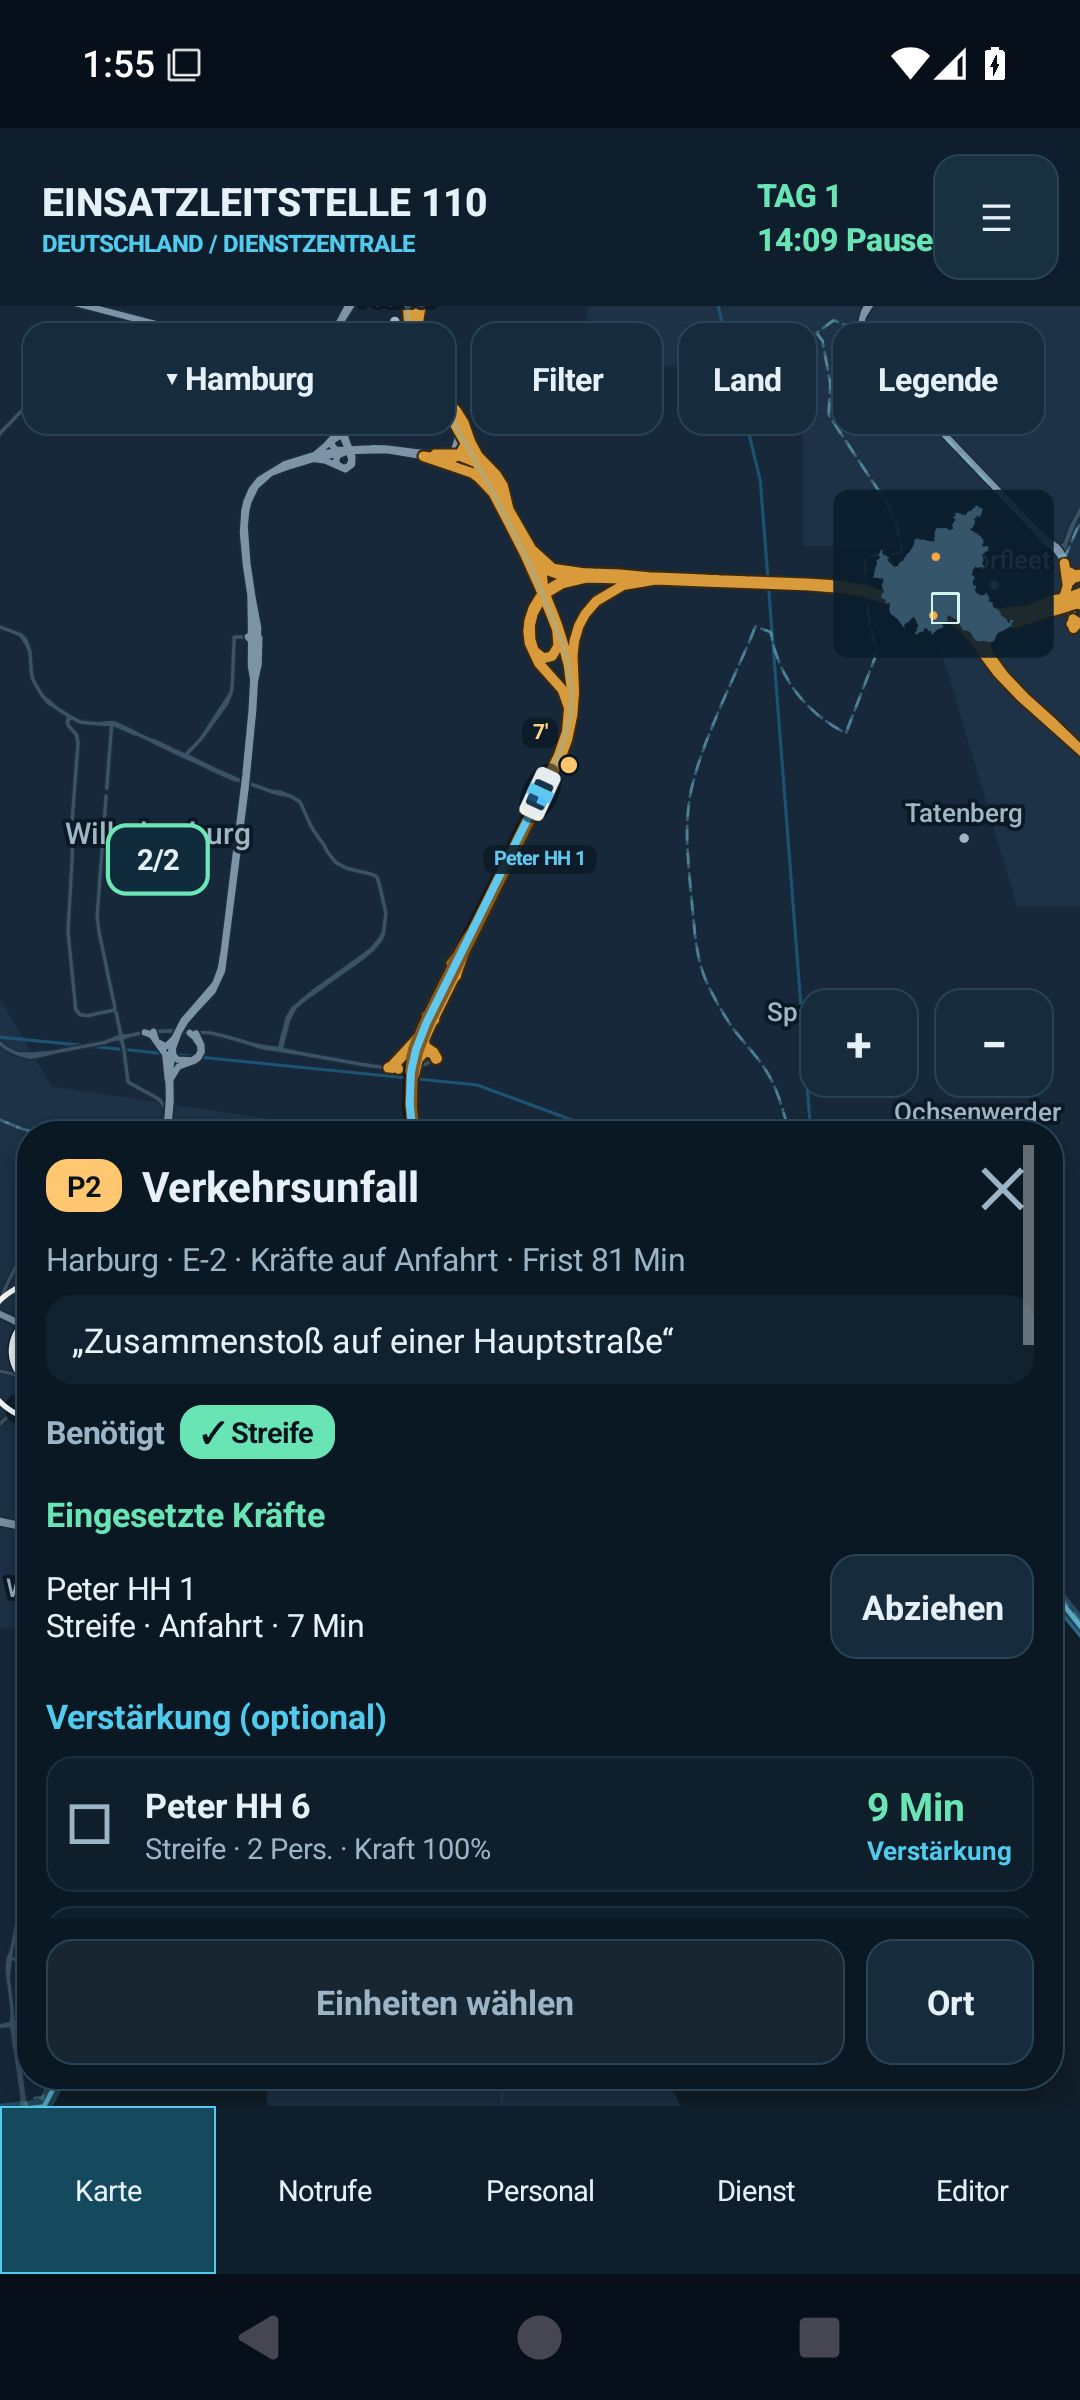 1:55
EINSATZLEITSTELLE 110
DEUTSCHLAND / DIENSTZENTRALE
TAG 1
14:09 Pause
▼ Hamburg
Filter
Land
Legende
7'
Peter HH 1
2/2
Tatenberg
Sp
+
−
Ochsenwerder
P2 Verkehrsunfall
Harburg · E-2 · Kräfte auf Anfahrt · Frist 81 Min
„Zusammenstoß auf einer Hauptstraße“
Benötigt ✓ Streife
Eingesetzte Kräfte
Peter HH 1
Streife · Anfahrt · 7 Min
Abziehen
Verstärkung (optional)
Peter HH 6
Streife · 2 Pers. · Kraft 100%
9 Min
Verstärkung
Einheiten wählen
Ort
Karte
Notrufe
Personal
Dienst
Editor